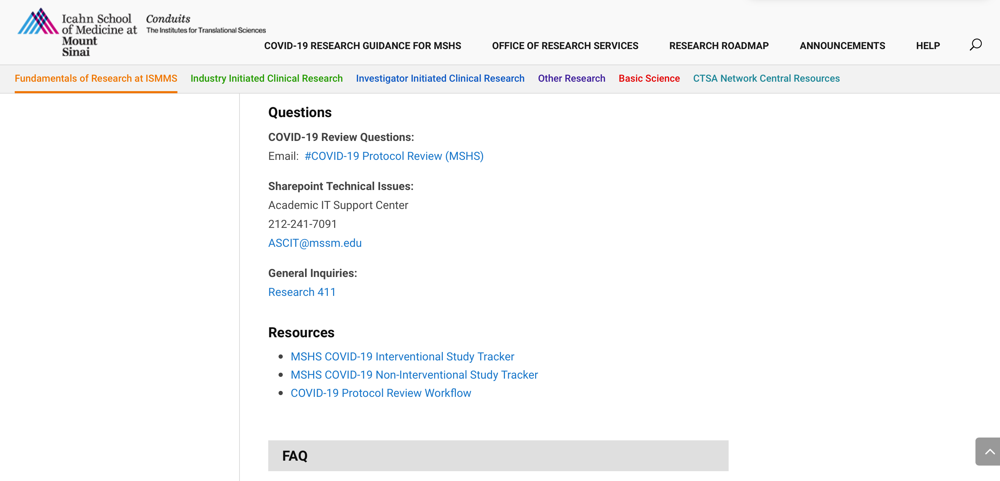 Icahn School
of Medicine at
Mount
Sinai
Conduits
The Institutes for Translational Sciences
COVID-19 RESEARCH GUIDANCE FOR MSHS
OFFICE OF RESEARCH SERVICES
RESEARCH ROADMAP
ANNOUNCEMENTS
HELP
Fundamentals of Research at ISMMS
Industry Initiated Clinical Research
Investigator Initiated Clinical Research
Other Research
Basic Science
CTSA Network Central Resources
Questions
COVID-19 Review Questions:
Email: #COVID-19 Protocol Review (MSHS)
Sharepoint Technical Issues:
Academic IT Support Center
212-241-7091
ASCIT@mssm.edu
General Inquiries:
Research 411
Resources
MSHS COVID-19 Interventional Study Tracker
MSHS COVID-19 Non-Interventional Study Tracker
COVID-19 Protocol Review Workflow
FAQ